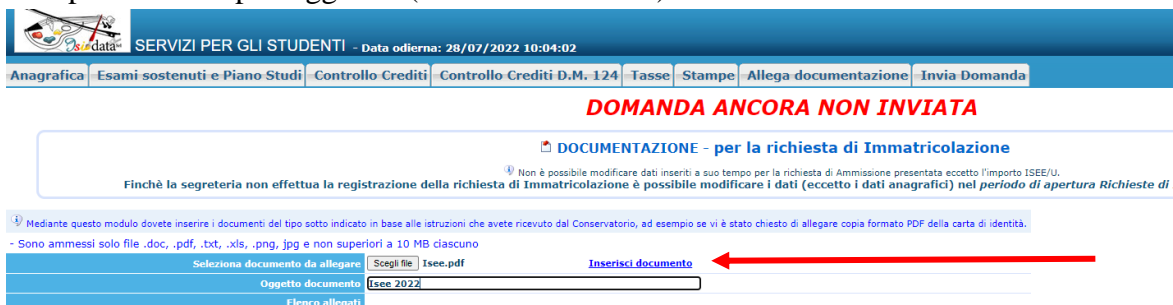 Isidata SERVIZI PER GLI STUDENTI - Data odierna: 28/07/2022 10:04:02
Anagrafica Esami sostenuti e Piano Studi Controllo Crediti Controllo Crediti D.M. 124 Tasse Stampe Allega documentazione Invia Domanda
DOMANDA ANCORA NON INVIATA
DOCUMENTAZIONE - per la richiesta di Immatricolazione
Non è possibile modificare dati inseriti a suo tempo per la richiesta di Ammissione presentata eccetto l'importo ISEE/U.
Finchè la segreteria non effettua la registrazione della richiesta di Immatricolazione è possibile modificare i dati (eccetto i dati anagrafici) nel periodo di apertura Richieste di
Mediante questo modulo dovete inserire i documenti del tipo sotto indicato in base alle istruzioni che avete ricevuto dal Conservatorio, ad esempio se vi è stato chiesto di allegare copia formato PDF della carta di identità.
- Sono ammessi solo file .doc, .pdf, .txt, .xls, .png, jpg e non superiori a 10 MB ciascuno
Seleziona documento da allegare Scegli file Isee.pdf Inserisci documento
Oggetto documento Isee 2022
Elenco allegati